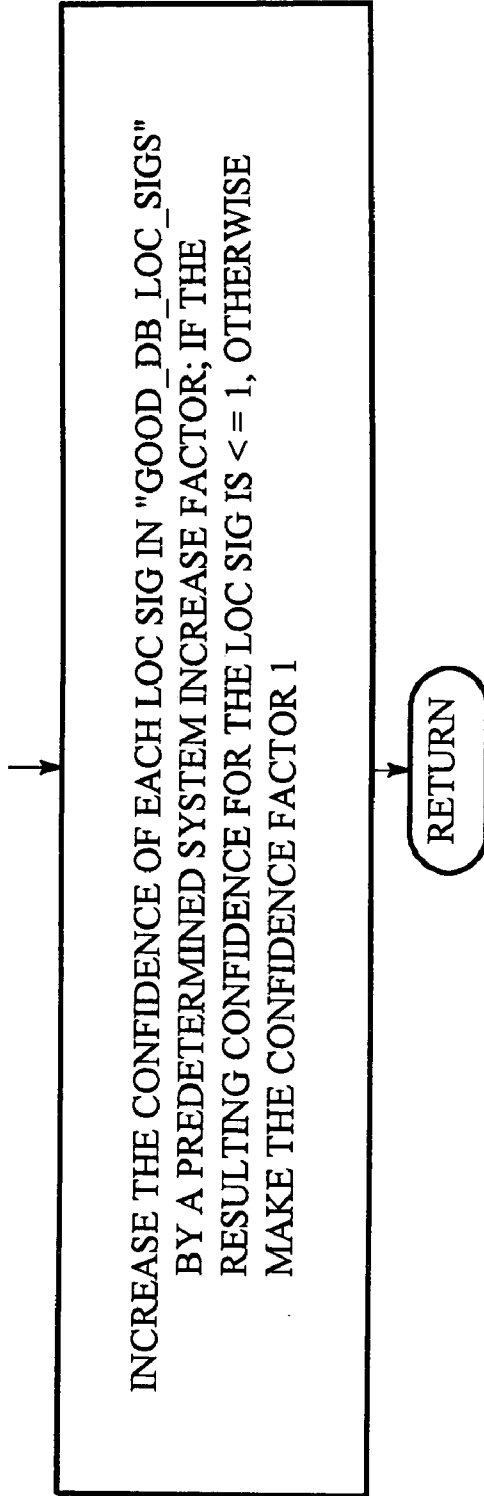 INCREASE THE CONFIDENCE OF EACH LOC SIG IN "GOOD_DB_LOC_SIGS"
BY A PREDETERMINED SYSTEM INCREASE FACTOR; IF THE
RESULTING CONFIDENCE FOR THE LOC SIG IS < = 1, OTHERWISE
MAKE THE CONFIDENCE FACTOR 1
RETURN